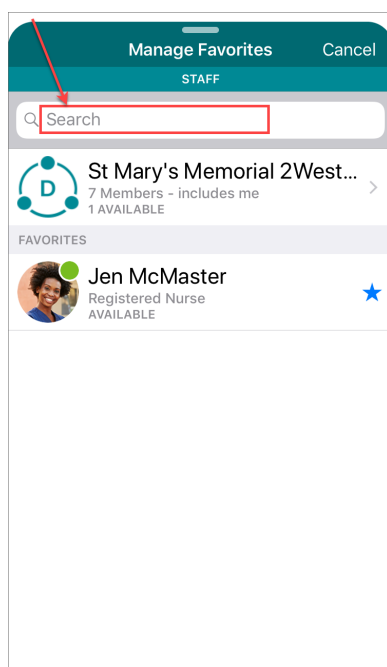 Manage Favorites Cancel
STAFF
Search
D
St Mary's Memorial 2West...
7 Members - includes me
1 AVAILABLE
FAVORITES
Jen McMaster
Registered Nurse
AVAILABLE